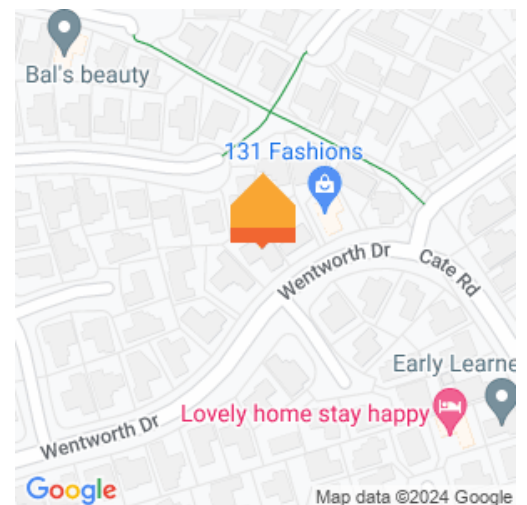 Bal's beauty
131 Fashions
Wentworth Dr
Cate Rd
Early Learne
Lovely home stay happy
Wentworth Dr
Google
Map data ©2024 Google